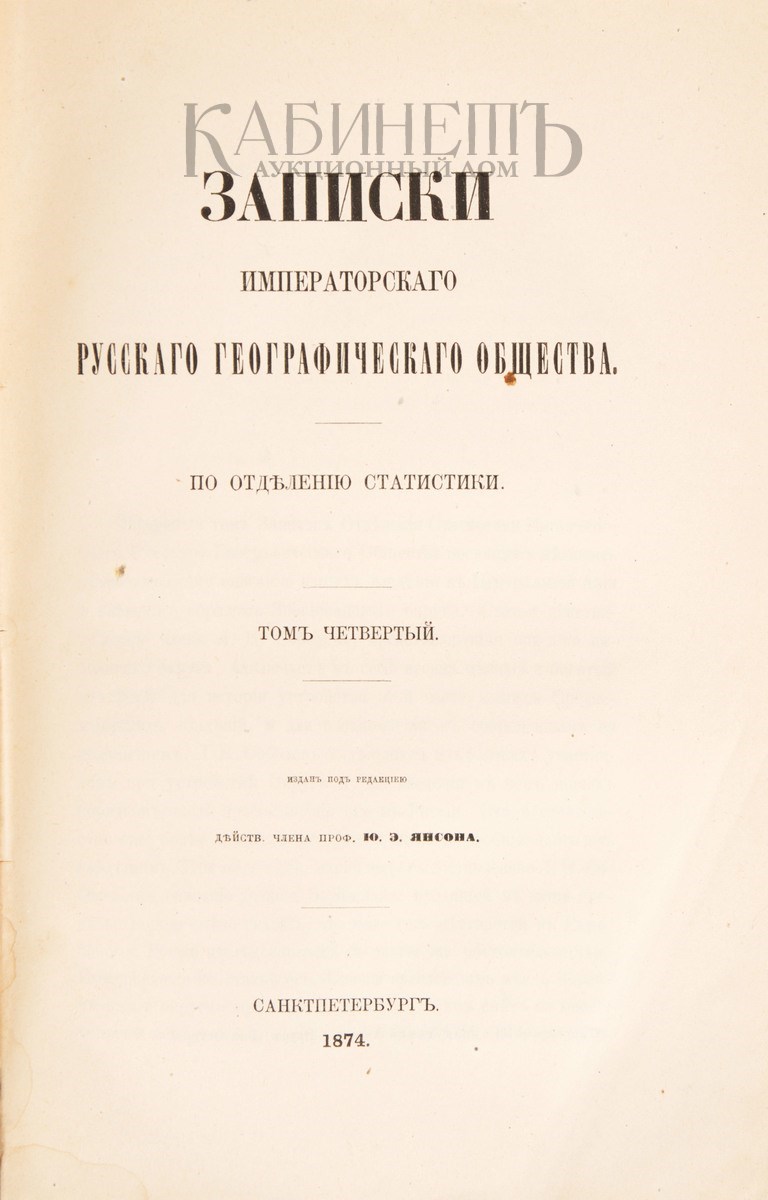 КАБИНЕТЪ
АУКЦИОННЫЙ ДОМ
ЗАПИСКИ
ИМПЕРАТОРСКАГО
РУССКАГО ГЕОГРАФИЧЕСКАГО ОБЩЕСТВА.
ПО ОТДѢЛЕНІЮ СТАТИСТИКИ.
ТОМЪ ЧЕТВЕРТЫЙ.
ИЗДАНЪ ПОДЪ РЕДАКЦІЕЮ
ДѢЙСТВ. ЧЛЕНА ПРОФ. Ю. Э. ЯНСОНА.
САНКТПЕТЕРБУРГЪ.
1874.